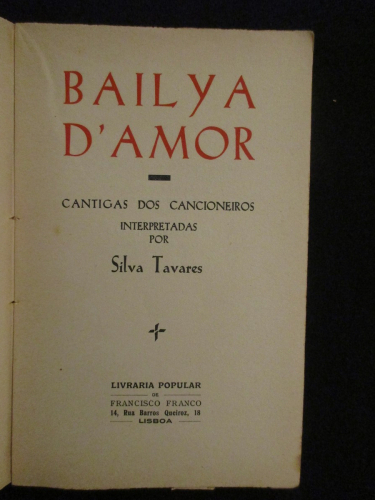 BAILYA
D'AMOR
CANTIGAS DOS CANCIONEIROS
INTERPRETADAS
POR
Silva Tavares
LIVRARIA POPULAR
DE
FRANCISCO FRANCO
14, Rua Barros Queiroz, 18
LISBOA